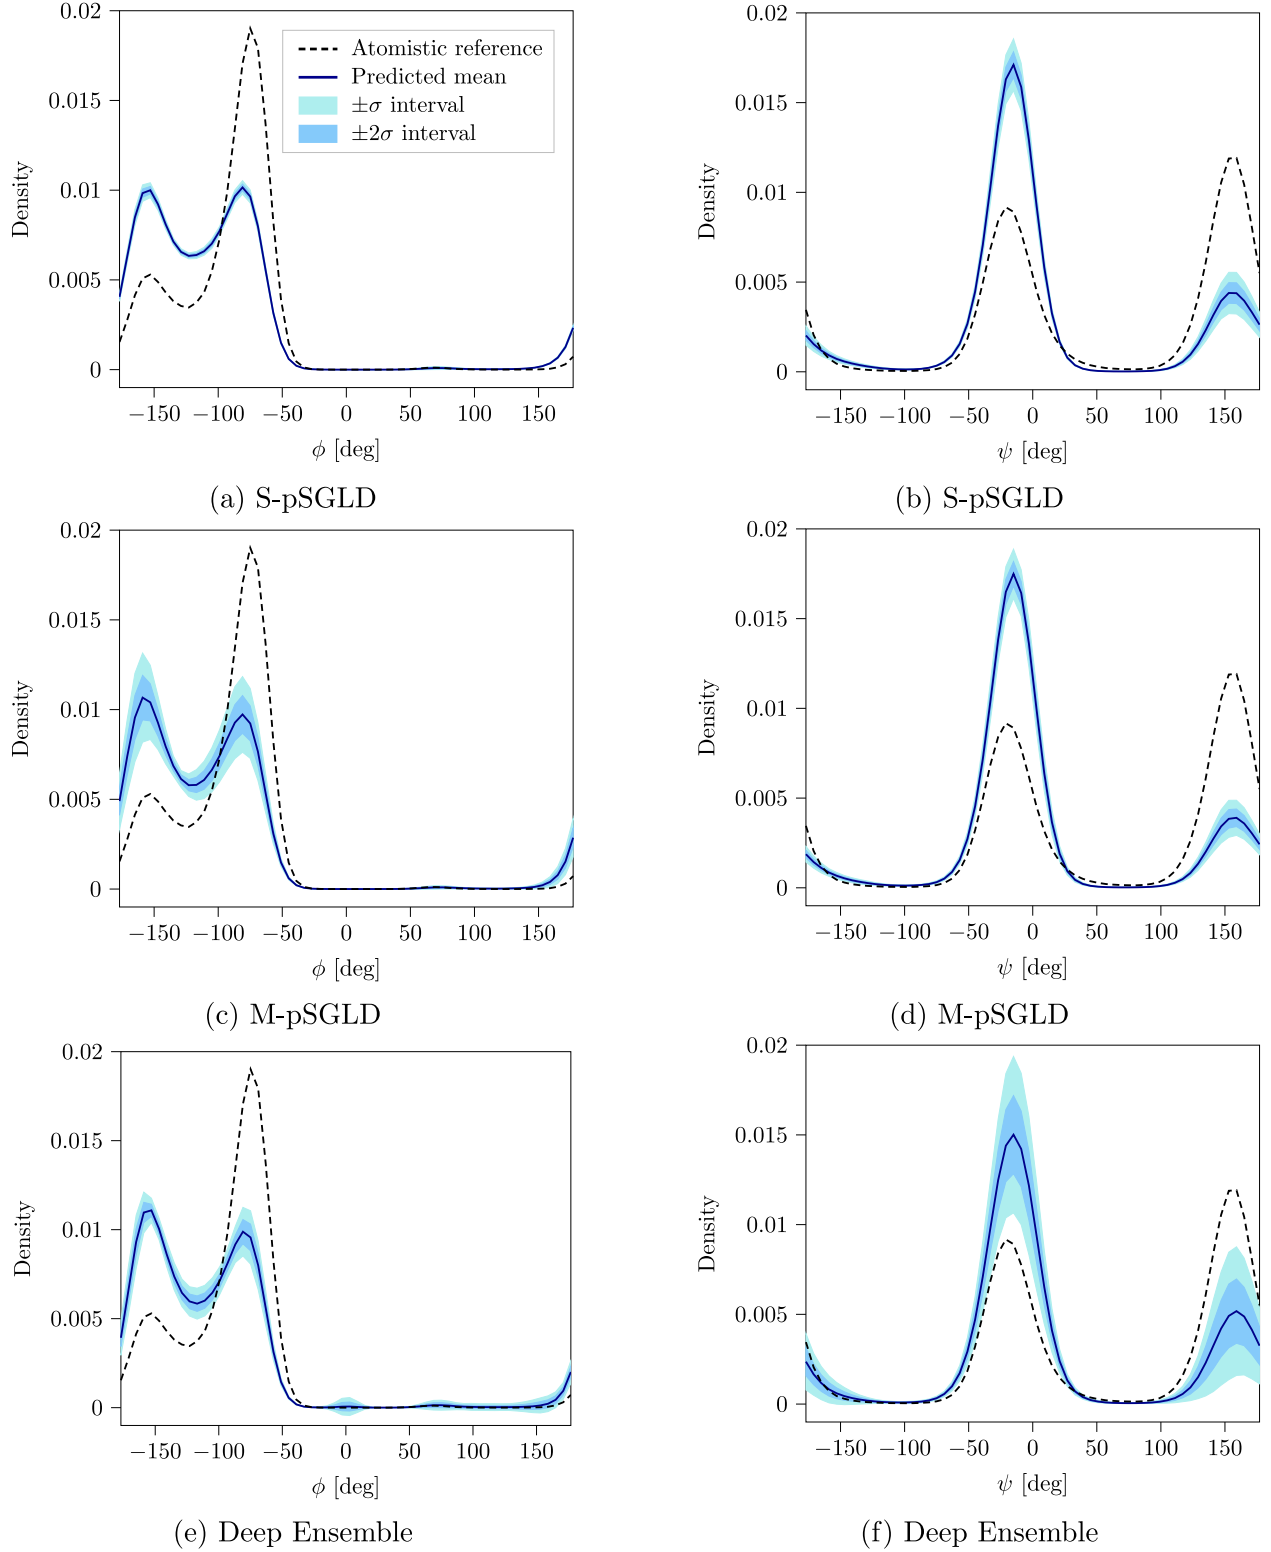 0.02
0.015
0.01
0.005
0
Density
Atomistic reference
Predicted mean
±σ interval
±2σ interval
−150 −100 −50 0 50 100 150
ϕ [deg]
(a) S-pSGLD
0.02
0.015
0.01
0.005
0
Density
−150 −100 −50 0 50 100 150
ψ [deg]
(b) S-pSGLD
0.02
0.015
0.01
0.005
0
Density
−150 −100 −50 0 50 100 150
ϕ [deg]
(c) M-pSGLD
0.02
0.015
0.01
0.005
0
Density
−150 −100 −50 0 50 100 150
ψ [deg]
(d) M-pSGLD
0.02
0.015
0.01
0.005
0
Density
−150 −100 −50 0 50 100 150
ϕ [deg]
(e) Deep Ensemble
0.02
0.015
0.01
0.005
0
Density
−150 −100 −50 0 50 100 150
ψ [deg]
(f) Deep Ensemble